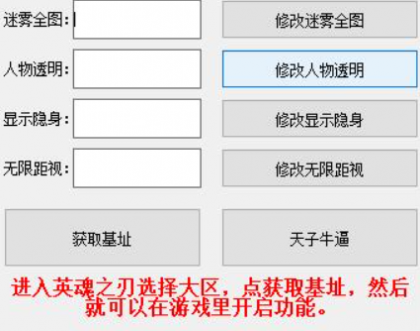 迷雾全图: 修改迷雾全图
人物透明: 修改人物透明
显示隐身: 修改显示隐身
无限距视: 修改无限距视
获取基址 天子牛逼
进入英魂之刃选择大区，点获取基址，然后
就可以在游戏里开启功能。